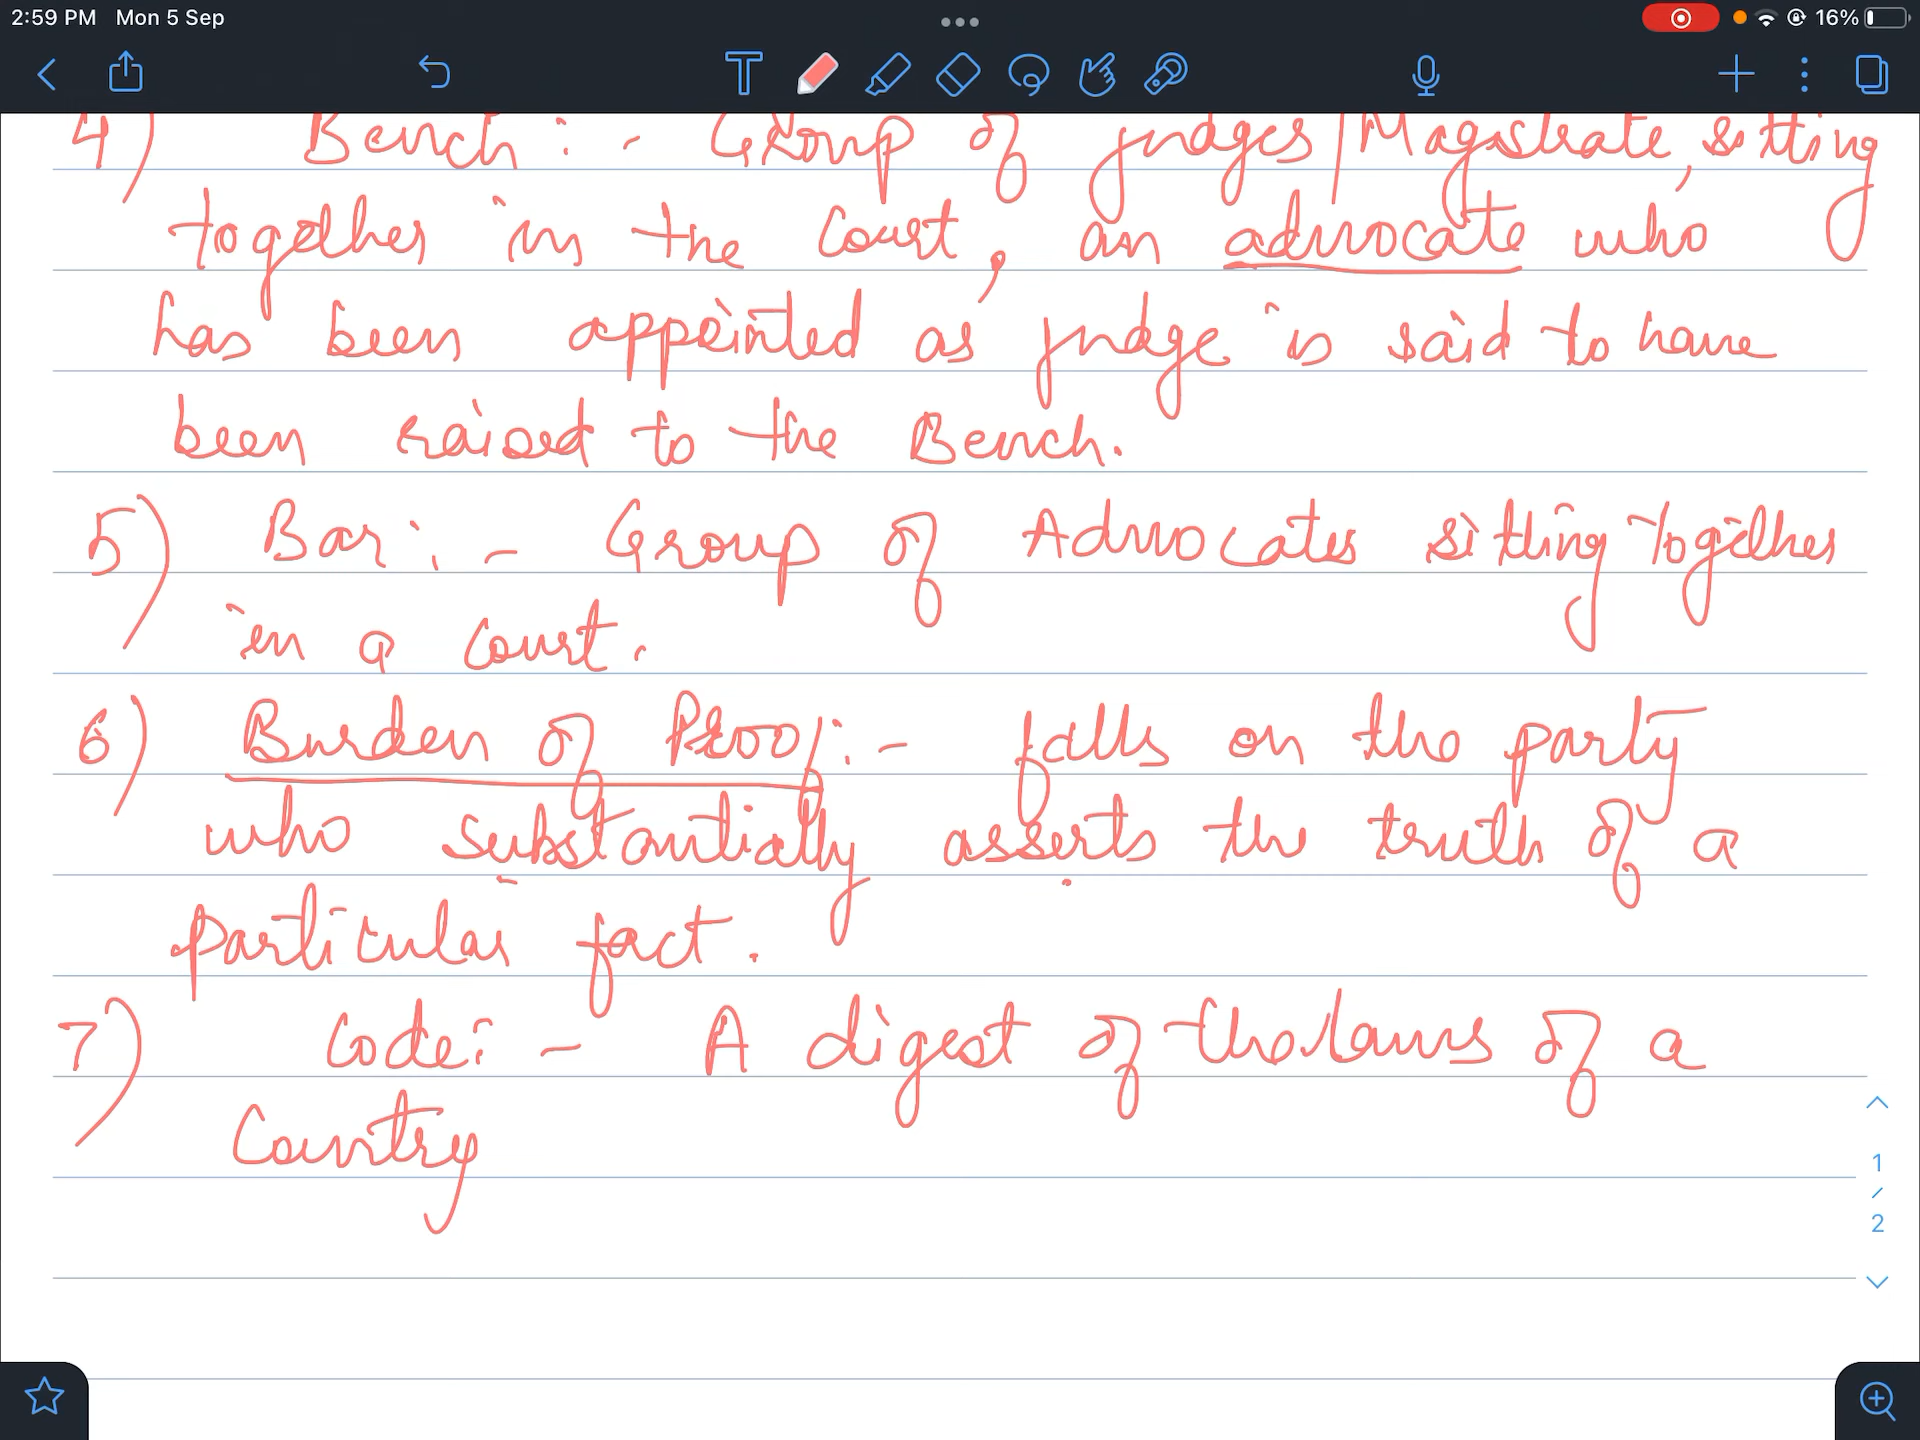 2:59 PM Mon 5 Sep
16%
4) Bench :- Group of judges/Magistrate, sitting
together in the Court, an advocate who
has been appointed as judge is said to have
been raised to the Bench.
5) Bar :- Group of Advocates sitting together
in a Court.
6) Burden of Proof :- falls on the party
who substantially asserts the truth of a
particular fact.
7) Code :- A digest of the laws of a
Country
1
/
2